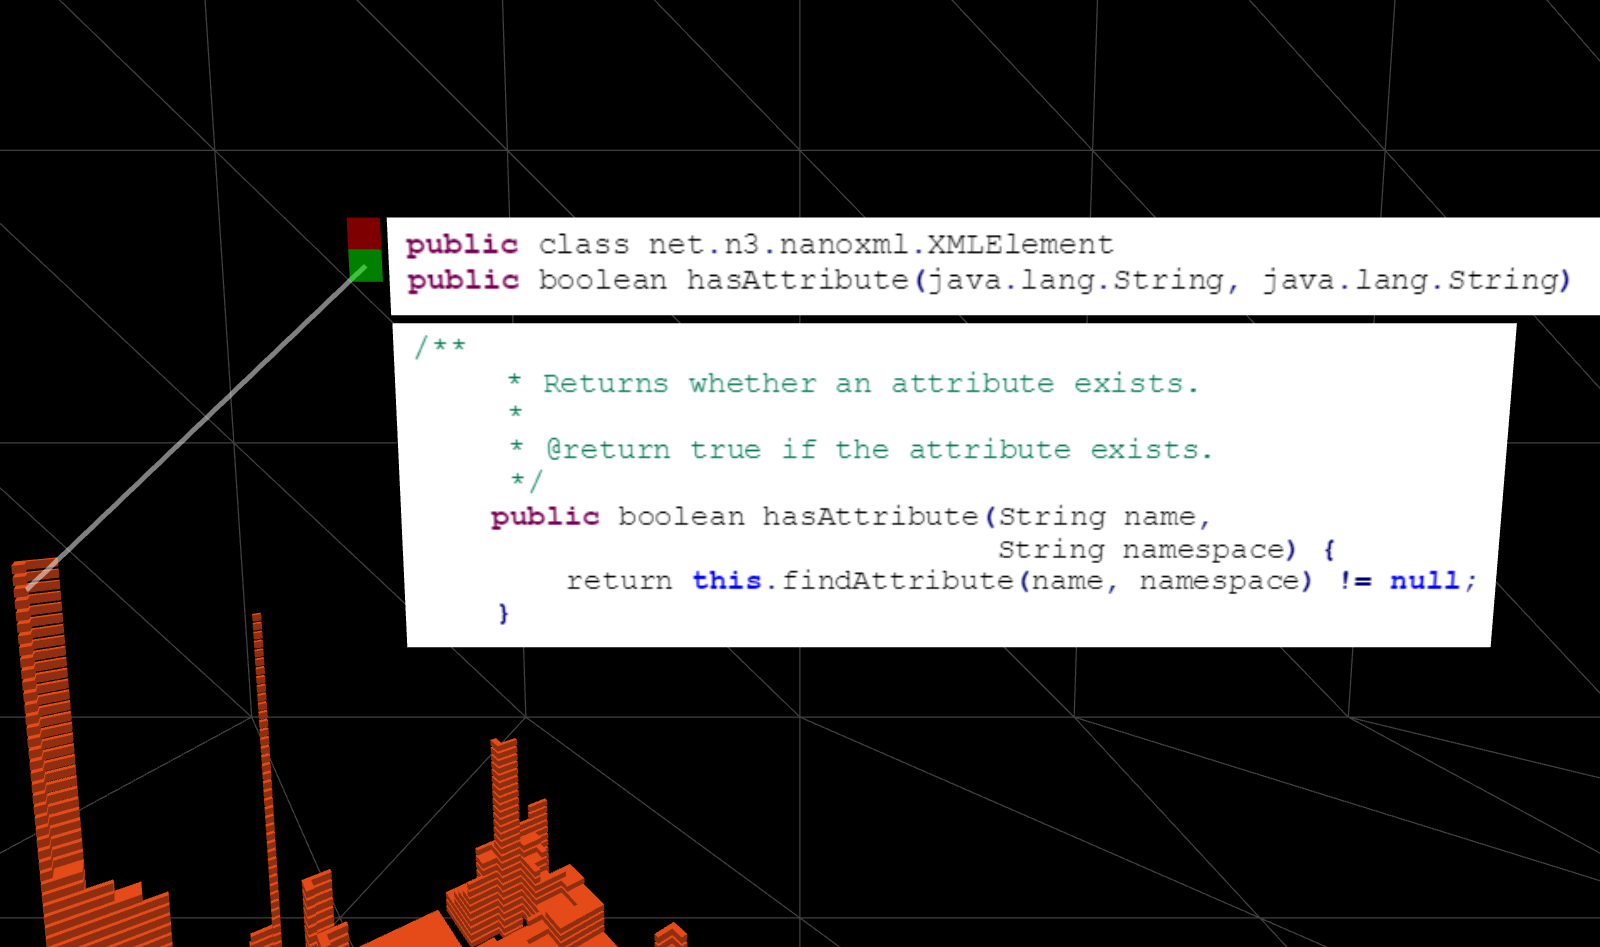 public class net.n3.nanoxml.XMLElement
public boolean hasAttribute(java.lang.String, java.lang.String)
/**
* Returns whether an attribute exists.
*
* @return true if the attribute exists.
*/
public boolean hasAttribute(String name,
String namespace) {
return this.findAttribute(name, namespace) != null;
}